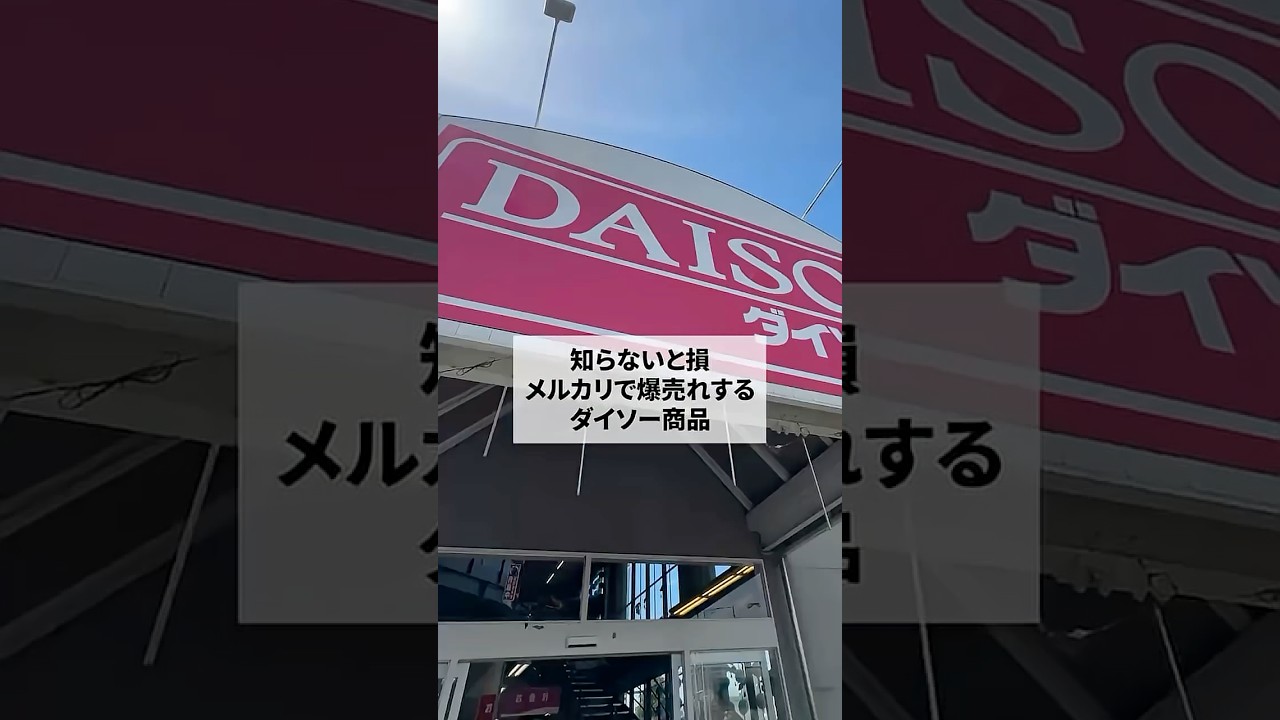 DAISO
ダイソ
知らないと損
メルカリで爆売れする
ダイソー商品